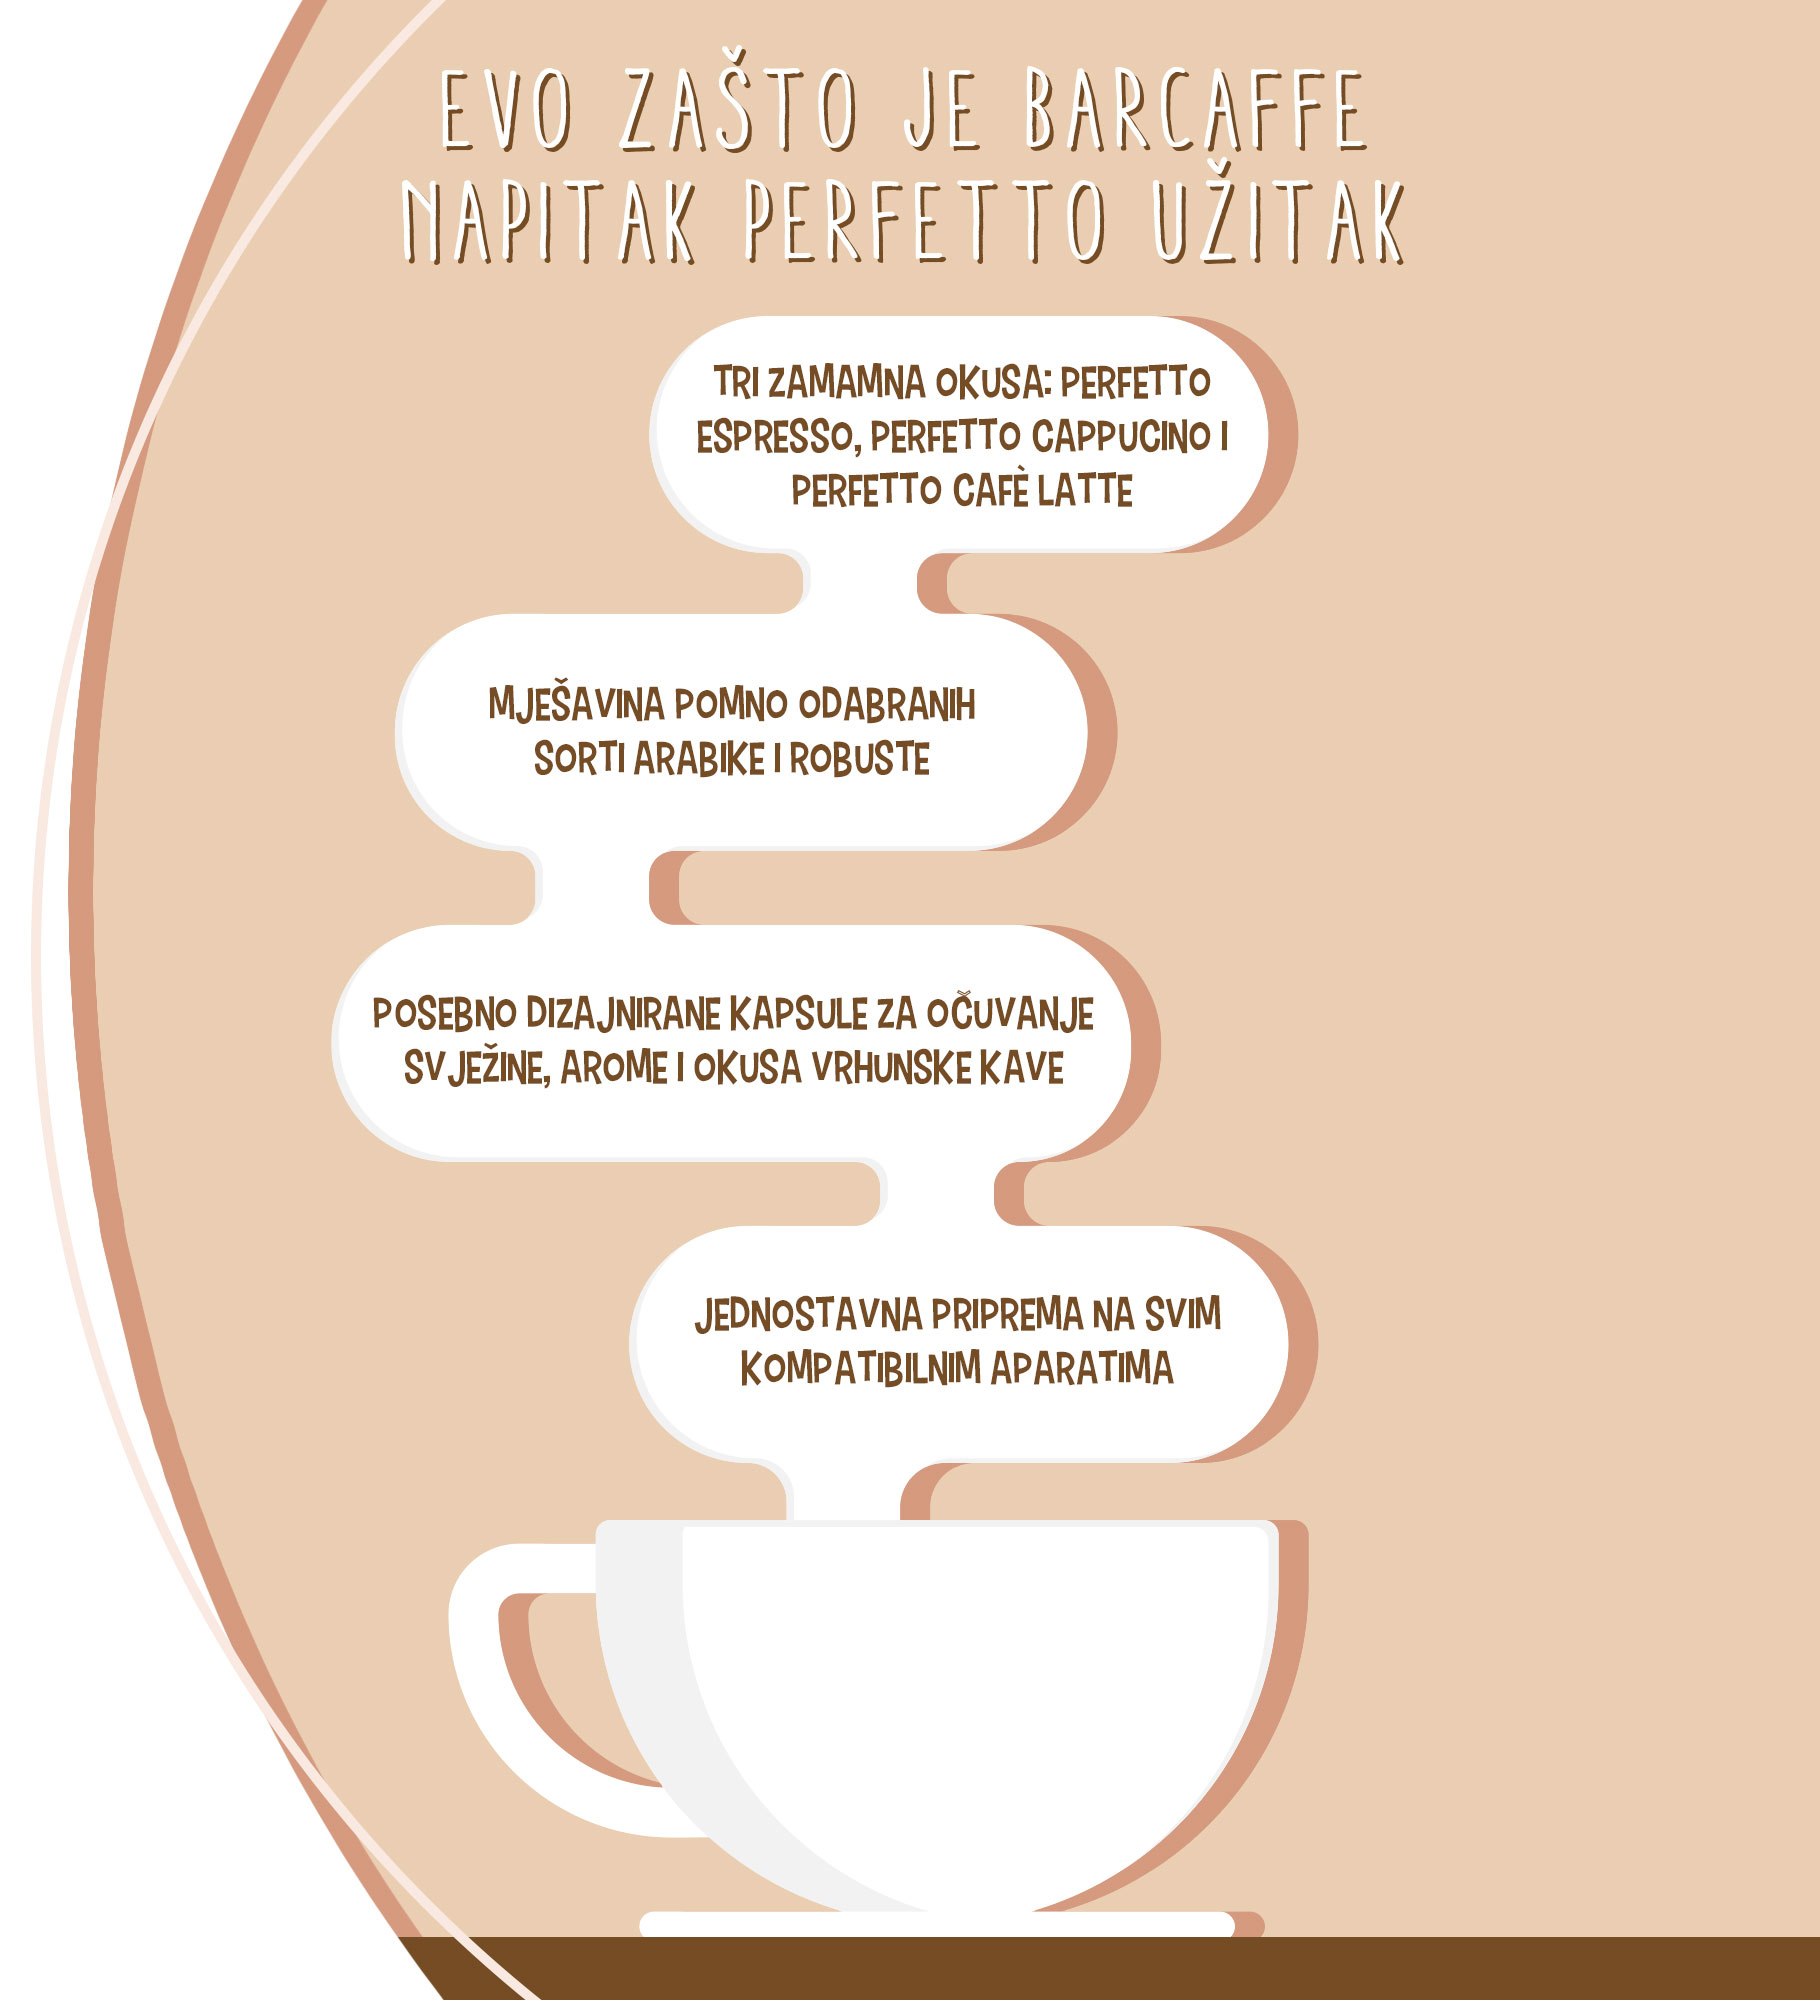 EVO ZAŠTO JE BARCAFFE
NAPITAK PERFETTO UŽITAK
TRI ZAMAMNA OKUSA: PERFETTO
ESPRESSO, PERFETTO CAPPUCINO I
PERFETTO CAFÈ LATTE
MJEŠAVINA POMNO ODABRANIH
SORTI ARABIKE I ROBUSTE
POSEBNO DIZAJNIRANE KAPSULE ZA OČUVANJE
SVJEŽINE, AROME I OKUSA VRHUNSKE KAVE
JEDNOSTAVNA PRIPREMA NA SVIM
KOMPATIBILNIM APARATIMA